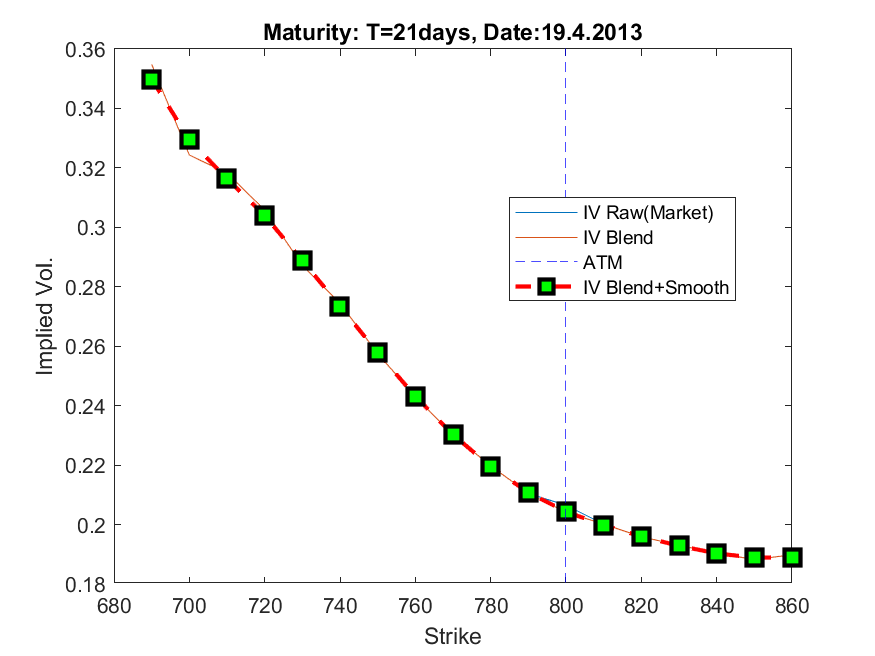 Maturity: T=21days, Date:19.4.2013
0.36
0.34
0.32
0.3
0.28
0.26
0.24
0.22
0.2
0.18
Implied Vol.
IV Raw(Market)
IV Blend
ATM
IV Blend+Smooth
680 700 720 740 760 780 800 820 840 860
Strike